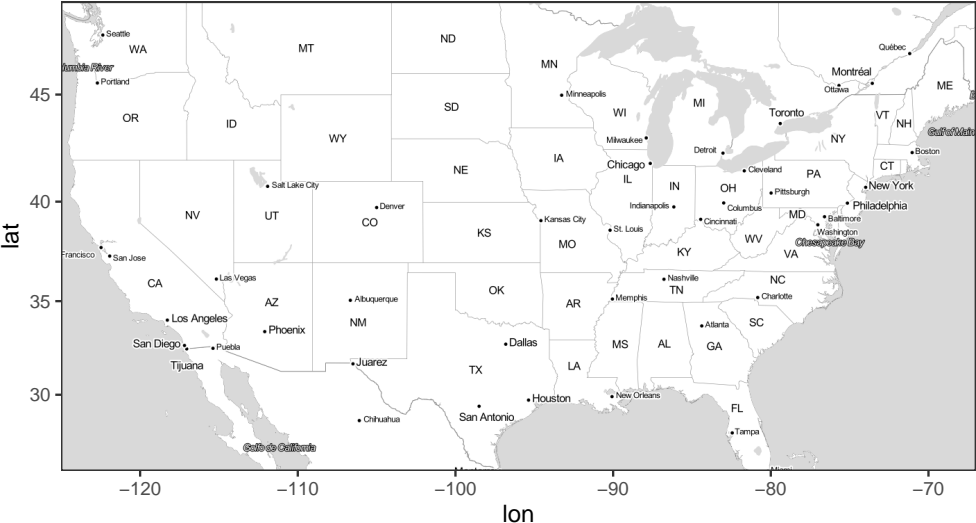 Seattle
WA
MT
ND
MN
Québec
Montréal
lumbia River
Portland
Minneapolis
Ottawa
ME
45
OR
ID
WY
SD
WI
MI
Toronto
VT
NH
NY
Gulf of Main
Milwaukee
Detroit
Boston
IA
Chicago
Cleveland
CT
NE
IL
IN
OH
PA
Salt Lake City
Pittsburgh
New York
40
NV
UT
CO
Denver
Indianapolis
Columbus
Philadelphia
MD
Baltimore
Kansas City
Cincinnati
Washington
KS
St. Louis
WV
Chesapeake Bay
lat
MO
KY
VA
Francisco
San Jose
CA
Las Vegas
Nashville
NC
TN
OK
35
AZ
Albuquerque
AR
Memphis
Charlotte
Los Angeles
Phoenix
NM
Atlanta
SC
San Diego
Puebla
Dallas
MS
AL
GA
Tijuana
Juarez
TX
LA
30
Houston
New Orleans
San Antonio
FL
Chihuahua
Tampa
Golfo de California
−120
−110
−100
−90
−80
−70
lon